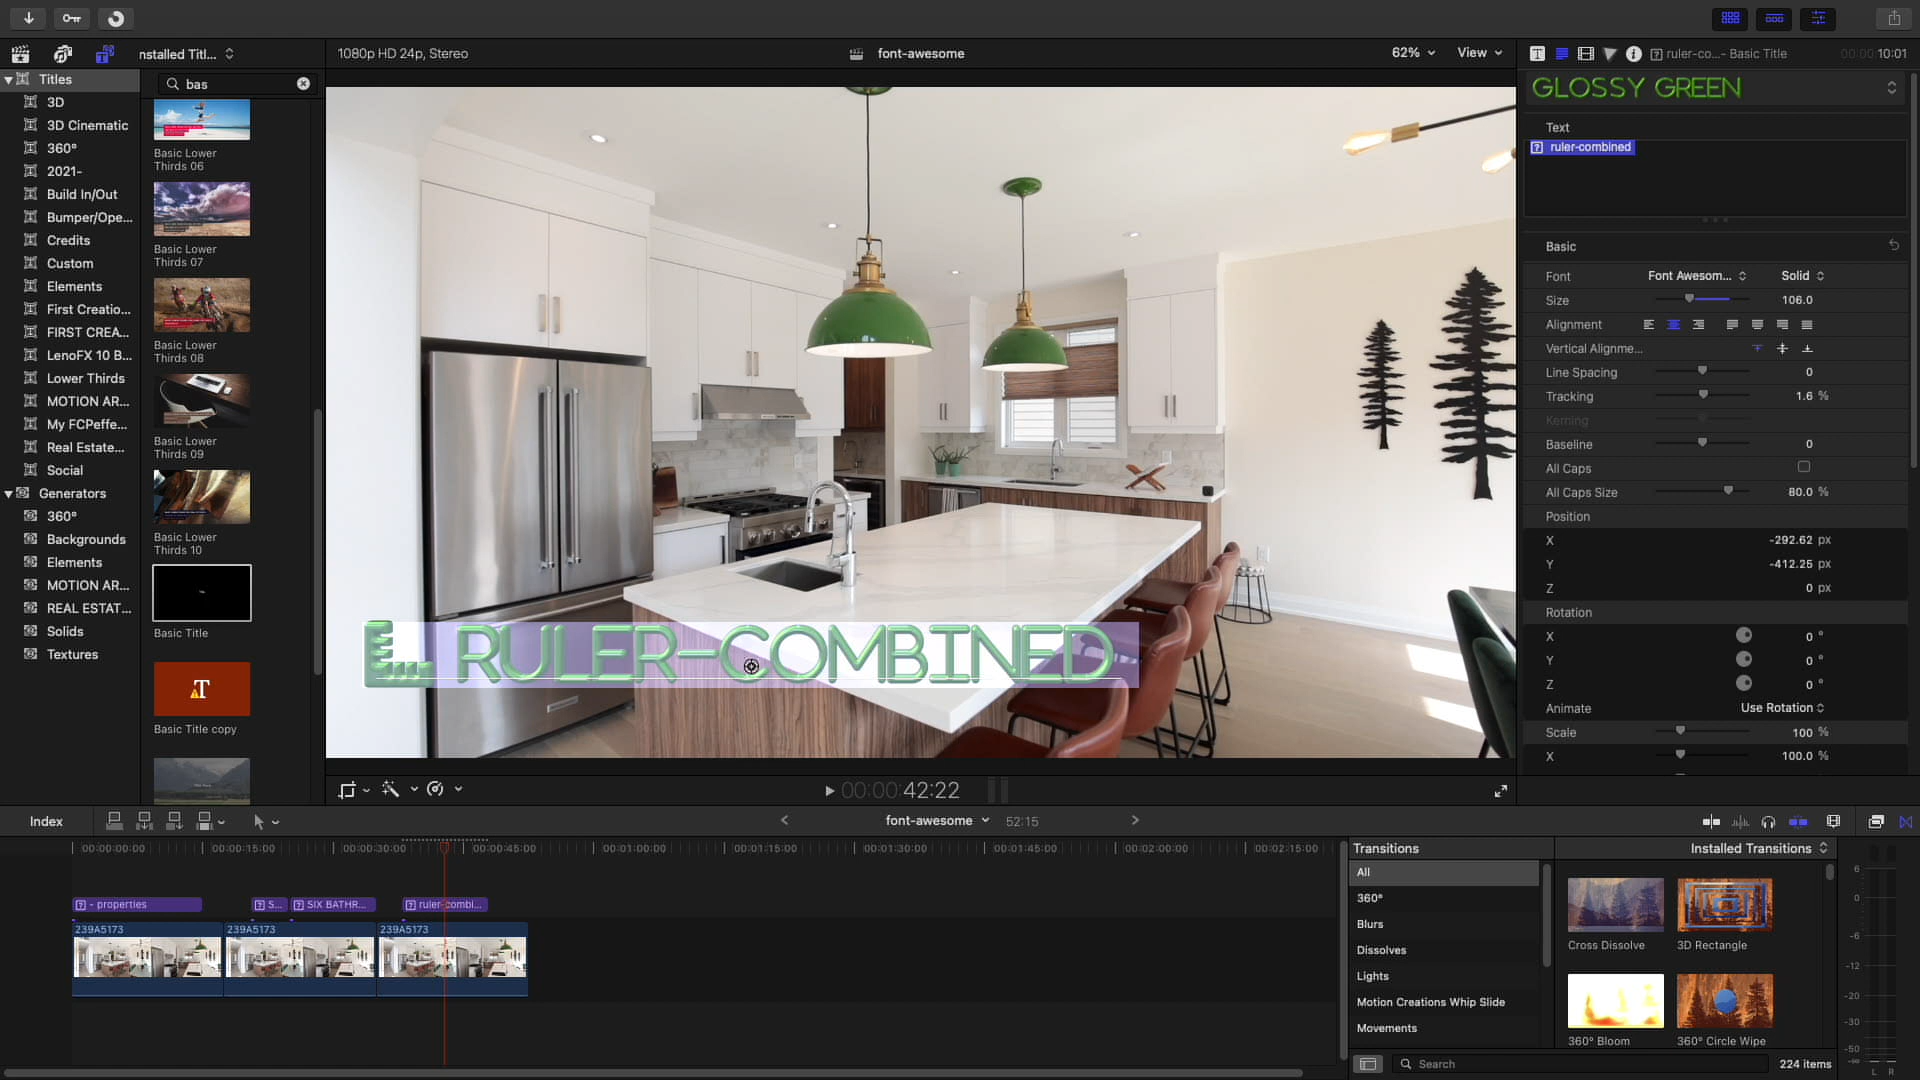 nstalled Titl...
1080p HD 24p, Stereo
font-awesome
62%
View
ruler-co...- Basic Title
00:00:10:01
Titles
3D
3D Cinematic
360°
2021-
Build In/Out
Bumper/Ope...
Credits
Custom
Elements
First Creatio...
FIRST CREA...
LenoFX 10 B...
Lower Thirds
MOTION AR...
My FCPeffe...
Real Estate...
Social
Generators
360°
Backgrounds
Elements
MOTION AR...
REAL ESTAT...
Solids
Textures
bas
Basic Lower
Thirds 06
Basic Lower
Thirds 07
Basic Lower
Thirds 08
Basic Lower
Thirds 09
Basic Lower
Thirds 10
Basic Title
Basic Title copy
RULER-COMBINED
GLOSSY GREEN
Text
ruler-combined
Basic
Font Font Awesom... Solid
Size 106.0
Alignment
Vertical Alignme...
Line Spacing 0
Tracking 1.6 %
Kerning
Baseline 0
All Caps
All Caps Size 80.0 %
Position
X -292.62 px
Y -412.25 px
Z 0 px
Rotation
X 0 °
Y 0 °
Z 0 °
Animate Use Rotation
Scale 100 %
X 100.0 %
00:00:42:22
Index
font-awesome
52:15
00:00:00:00 00:00:15:00 00:00:30:00 00:00:45:00 00:01:00:00 00:01:15:00 00:01:30:00 00:01:45:00 00:02:00:00 00:02:15:00
- properties
S...
SIX BATHR...
ruler-combi...
239A5173
239A5173
239A5173
Transitions
Installed Transitions
All
360°
Blurs
Dissolves
Lights
Motion Creations Whip Slide
Movements
Cross Dissolve
3D Rectangle
360° Bloom
360° Circle Wipe
Search
224 items
6
0
-6
-12
-20
-30
-50
L R